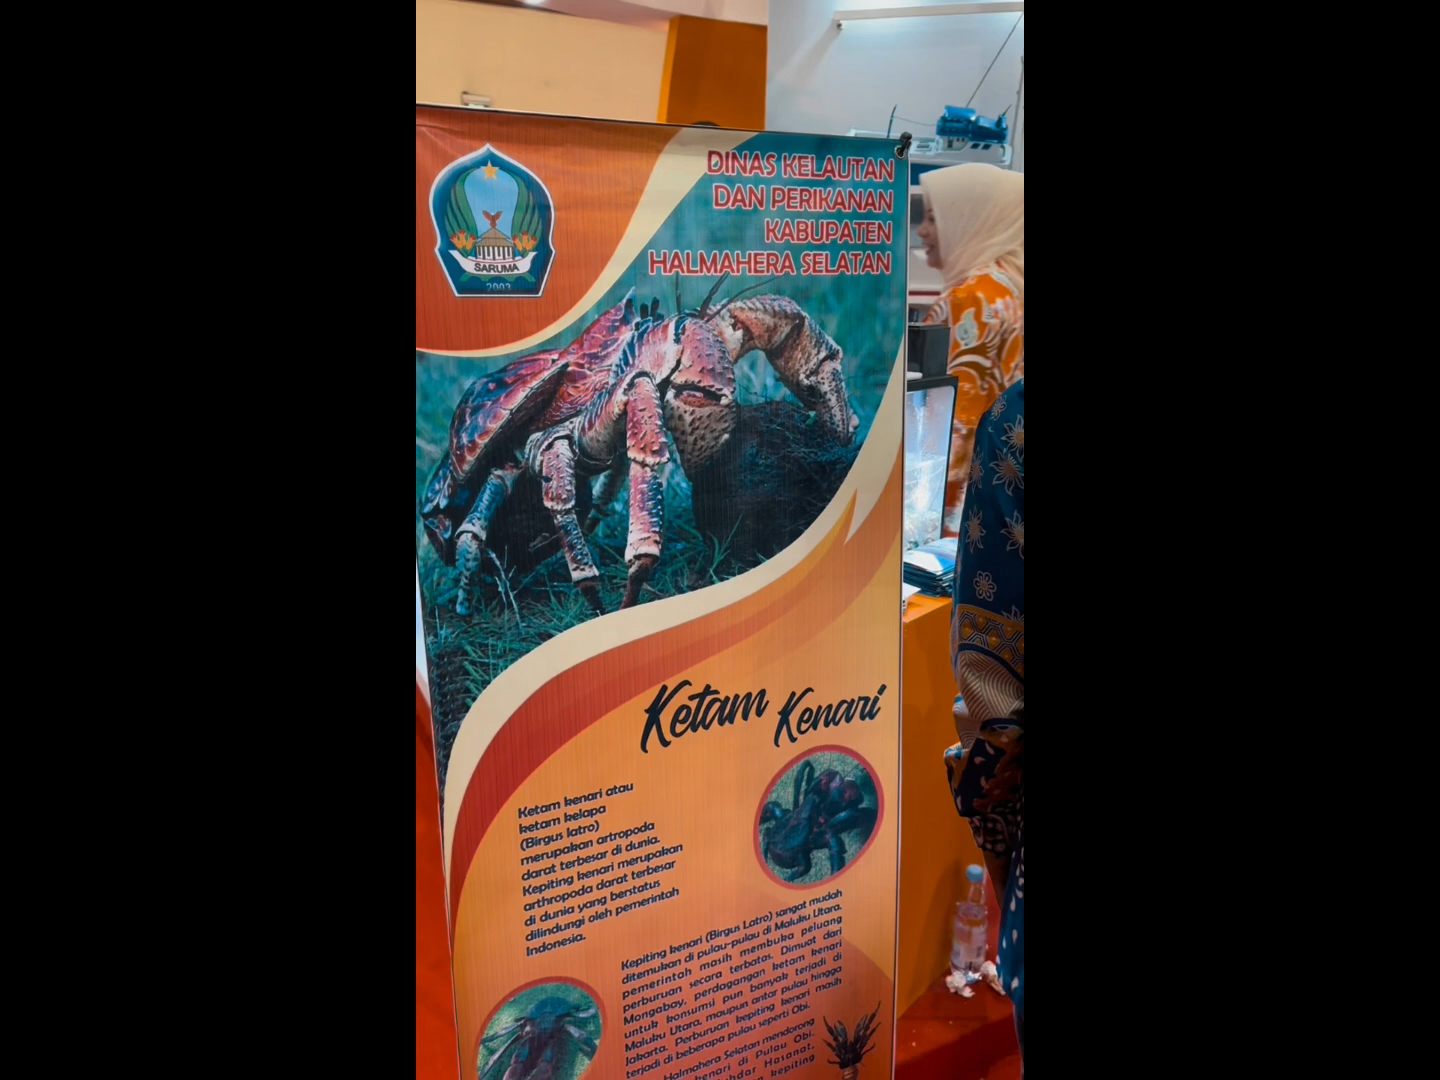 DINAS KELAUTAN
DAN PERIKANAN
KABUPATEN
HALMAHERA SELATAN
SARUMA
2003
Ketam Kenari
Ketam kenari atau
ketam kelapa
(Birgus latro)
merupakan artropoda
darat terbesar di dunia.
Kepiting kenari merupakan
arthropoda darat terbesar
di dunia yang berstatus
dilindungi oleh pemerintah
Indonesia.
Kepiting kenari (Birgus Latro) sangat mudah
ditemukan di pulau-pulau di Maluku Utara.
pemerintah masih membuka peluang
perburuan secara terbatas. Dimuat dari
Mongabay, perdagangan ketam kenari
untuk konsumsi pun banyak terjadi di
Maluku Utara, maupun antar pulau hingga
Jakarta. Perburuan kepiting kenari masih
terjadi di beberapa pulau seperti Obi.
Halmahera Selatan mendorong
kenari di Pulau Obi.
Hasanat,
kepiting